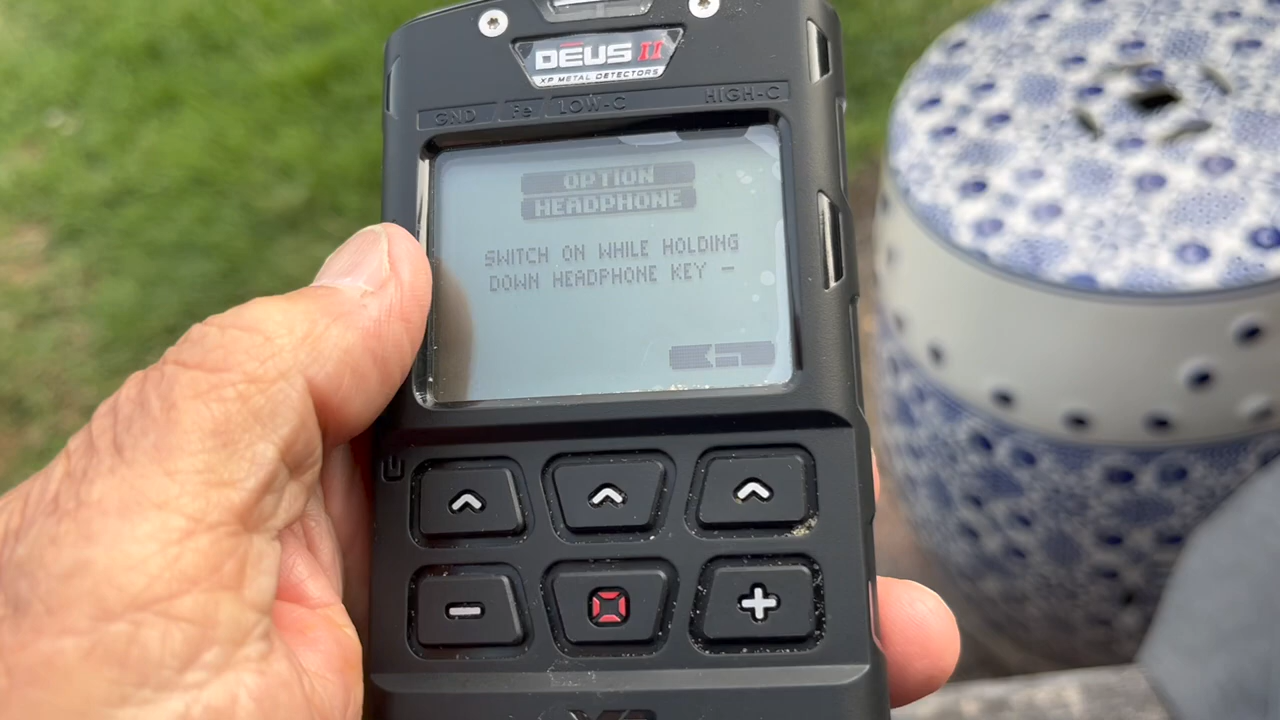 DEUS II
XP METAL DETECTORS
GND Fe LOW-C HIGH-C
OPTION
HEADPHONE
SWITCH ON WHILE HOLDING
DOWN HEADPHONE KEY -